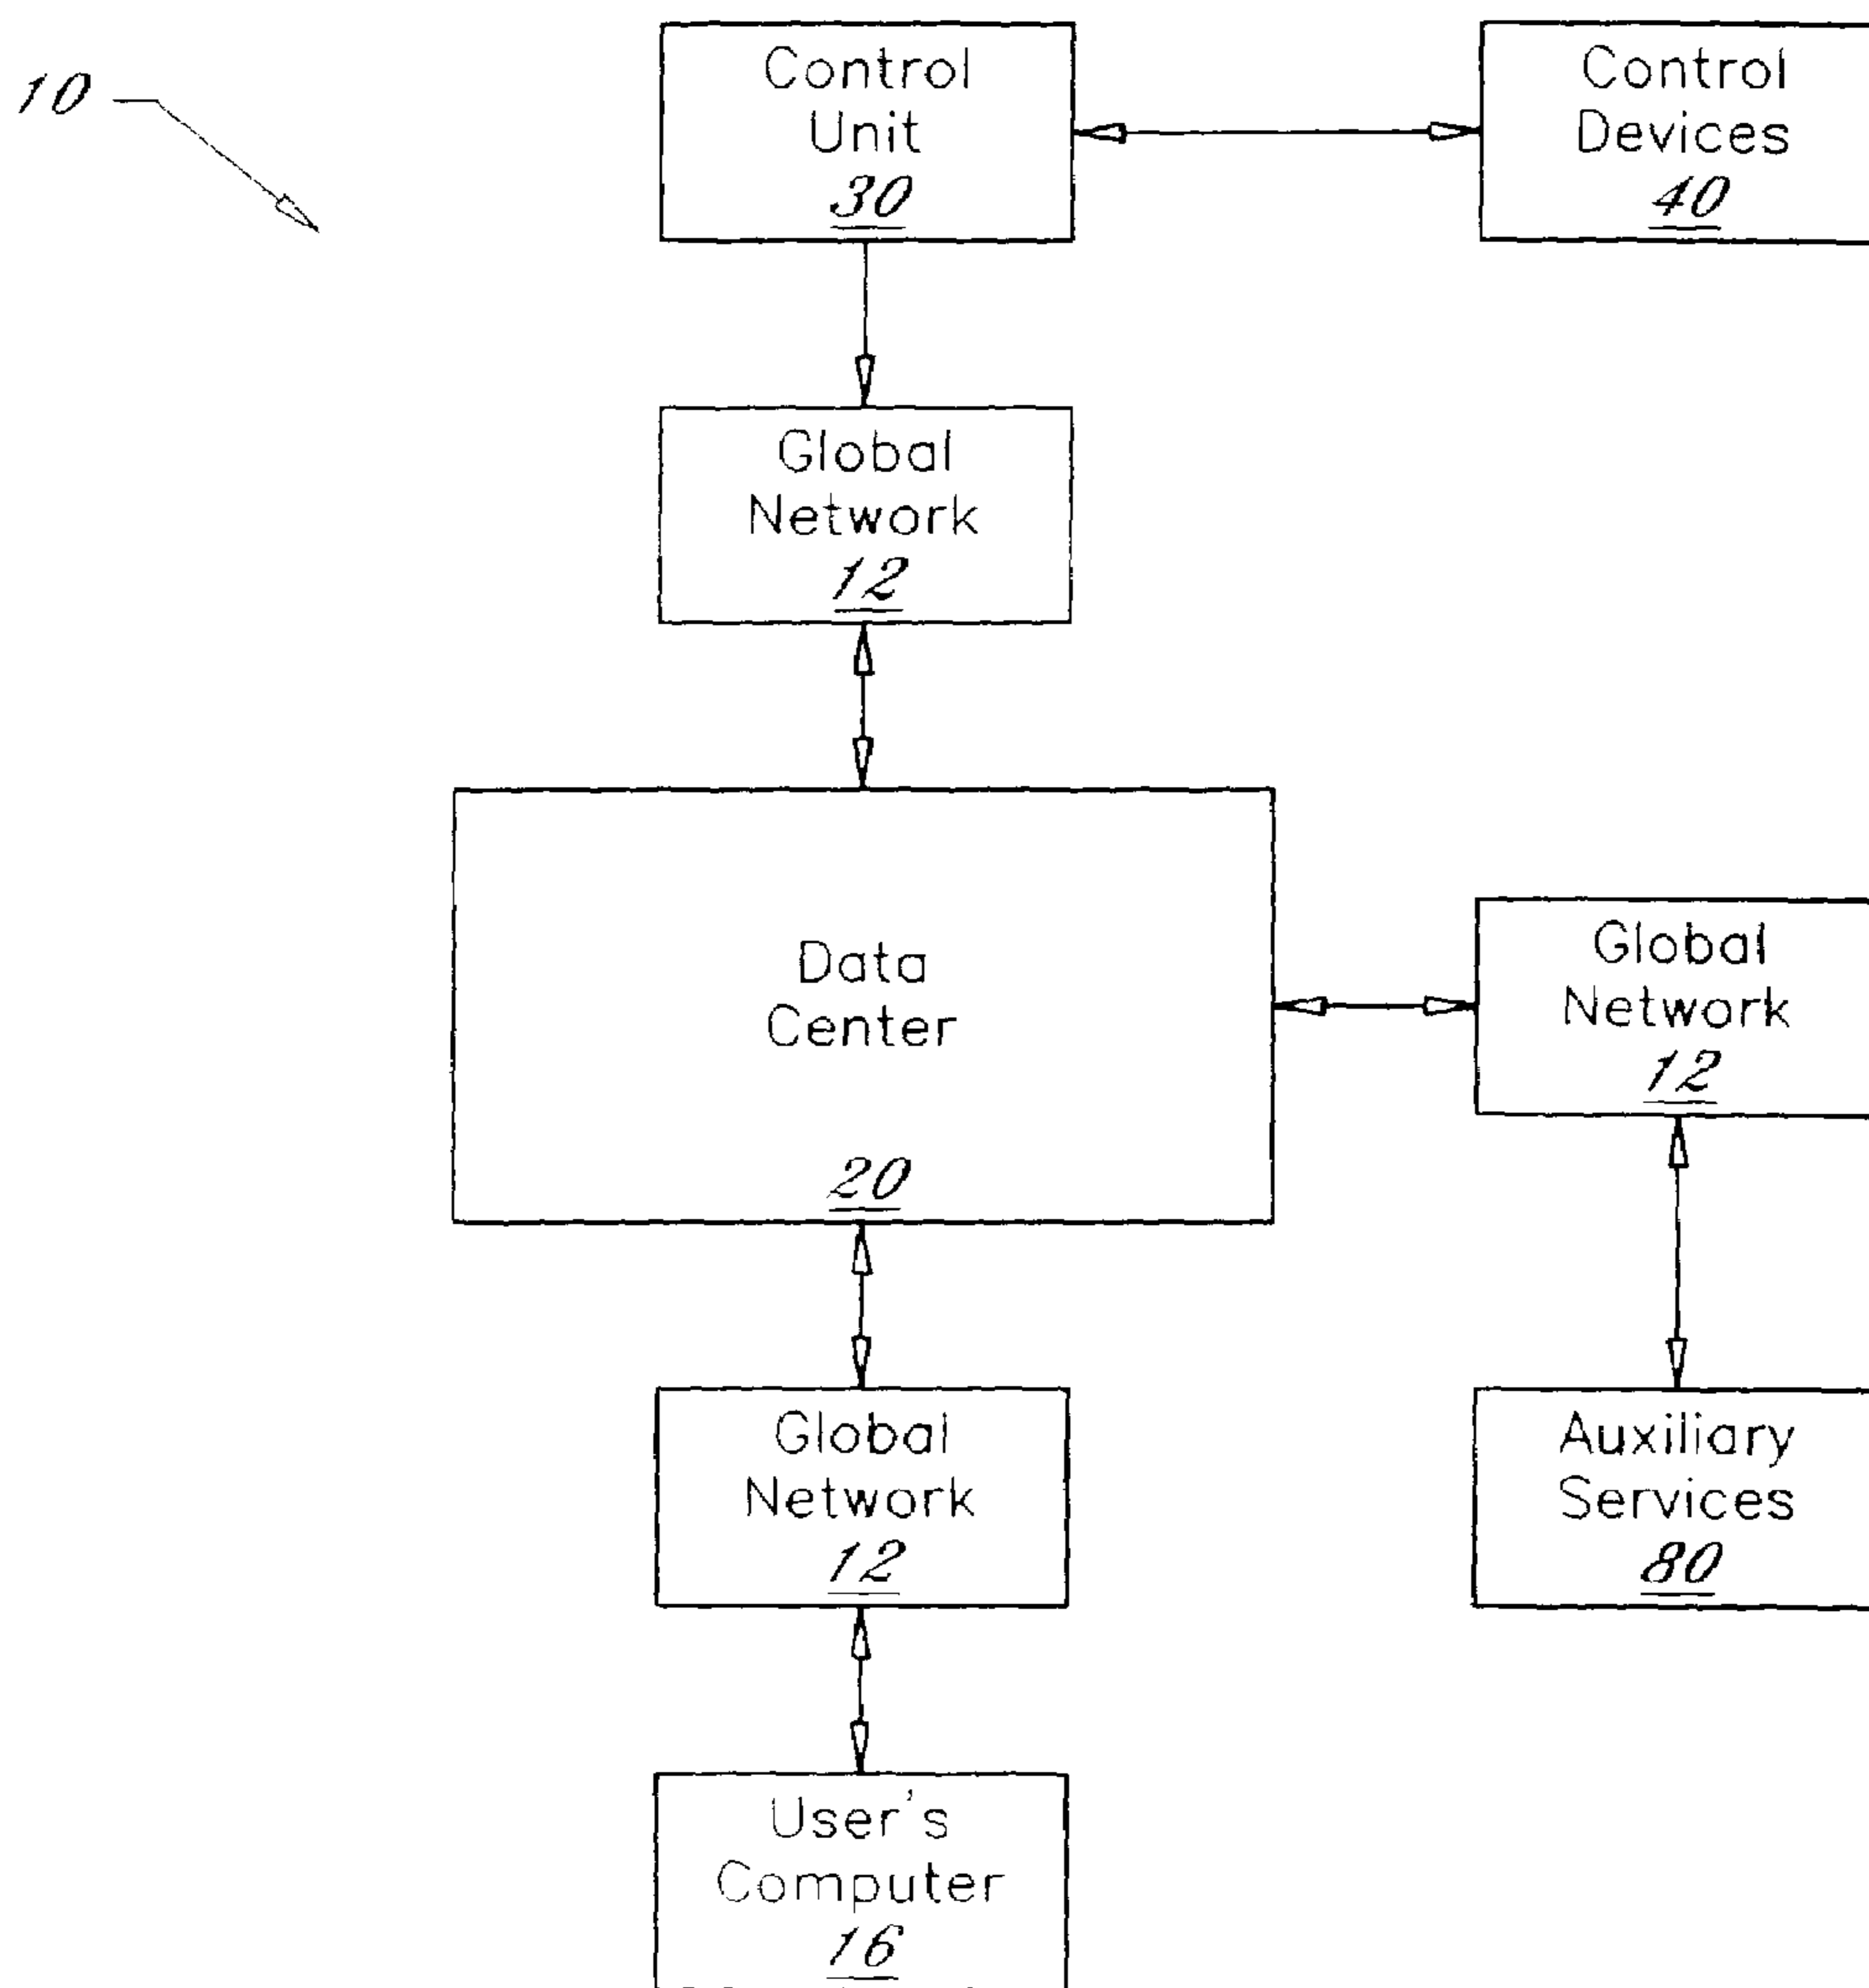 10
Control
Unit
30
Control
Devices
40
Global
Network
12
Data
Center
20
Global
Network
12
Global
Network
12
Auxiliary
Services
80
User's
Computer
16